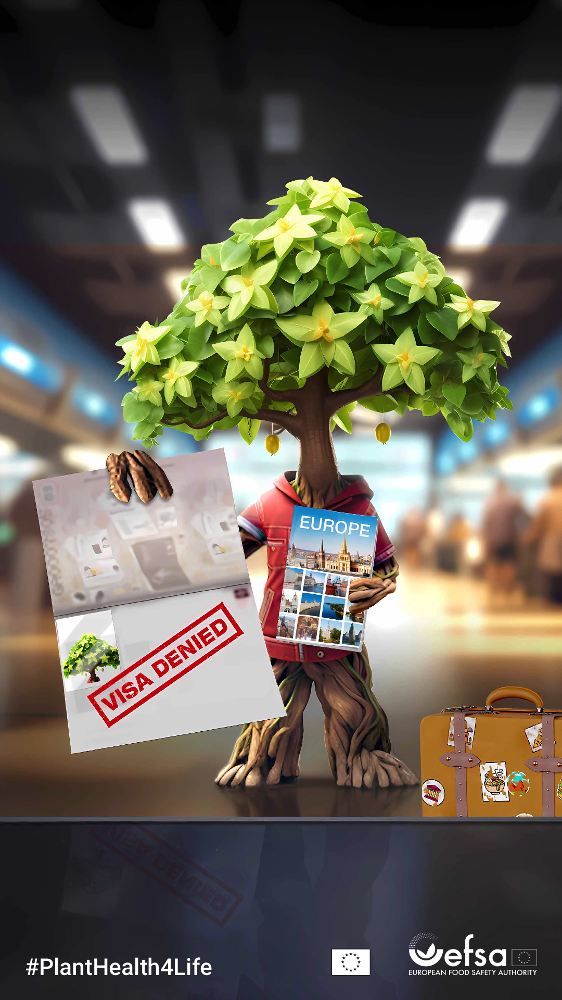 EUROPE
VISA DENIED
#PlantHealth4Life
efsa
EUROPEAN FOOD SAFETY AUTHORITY